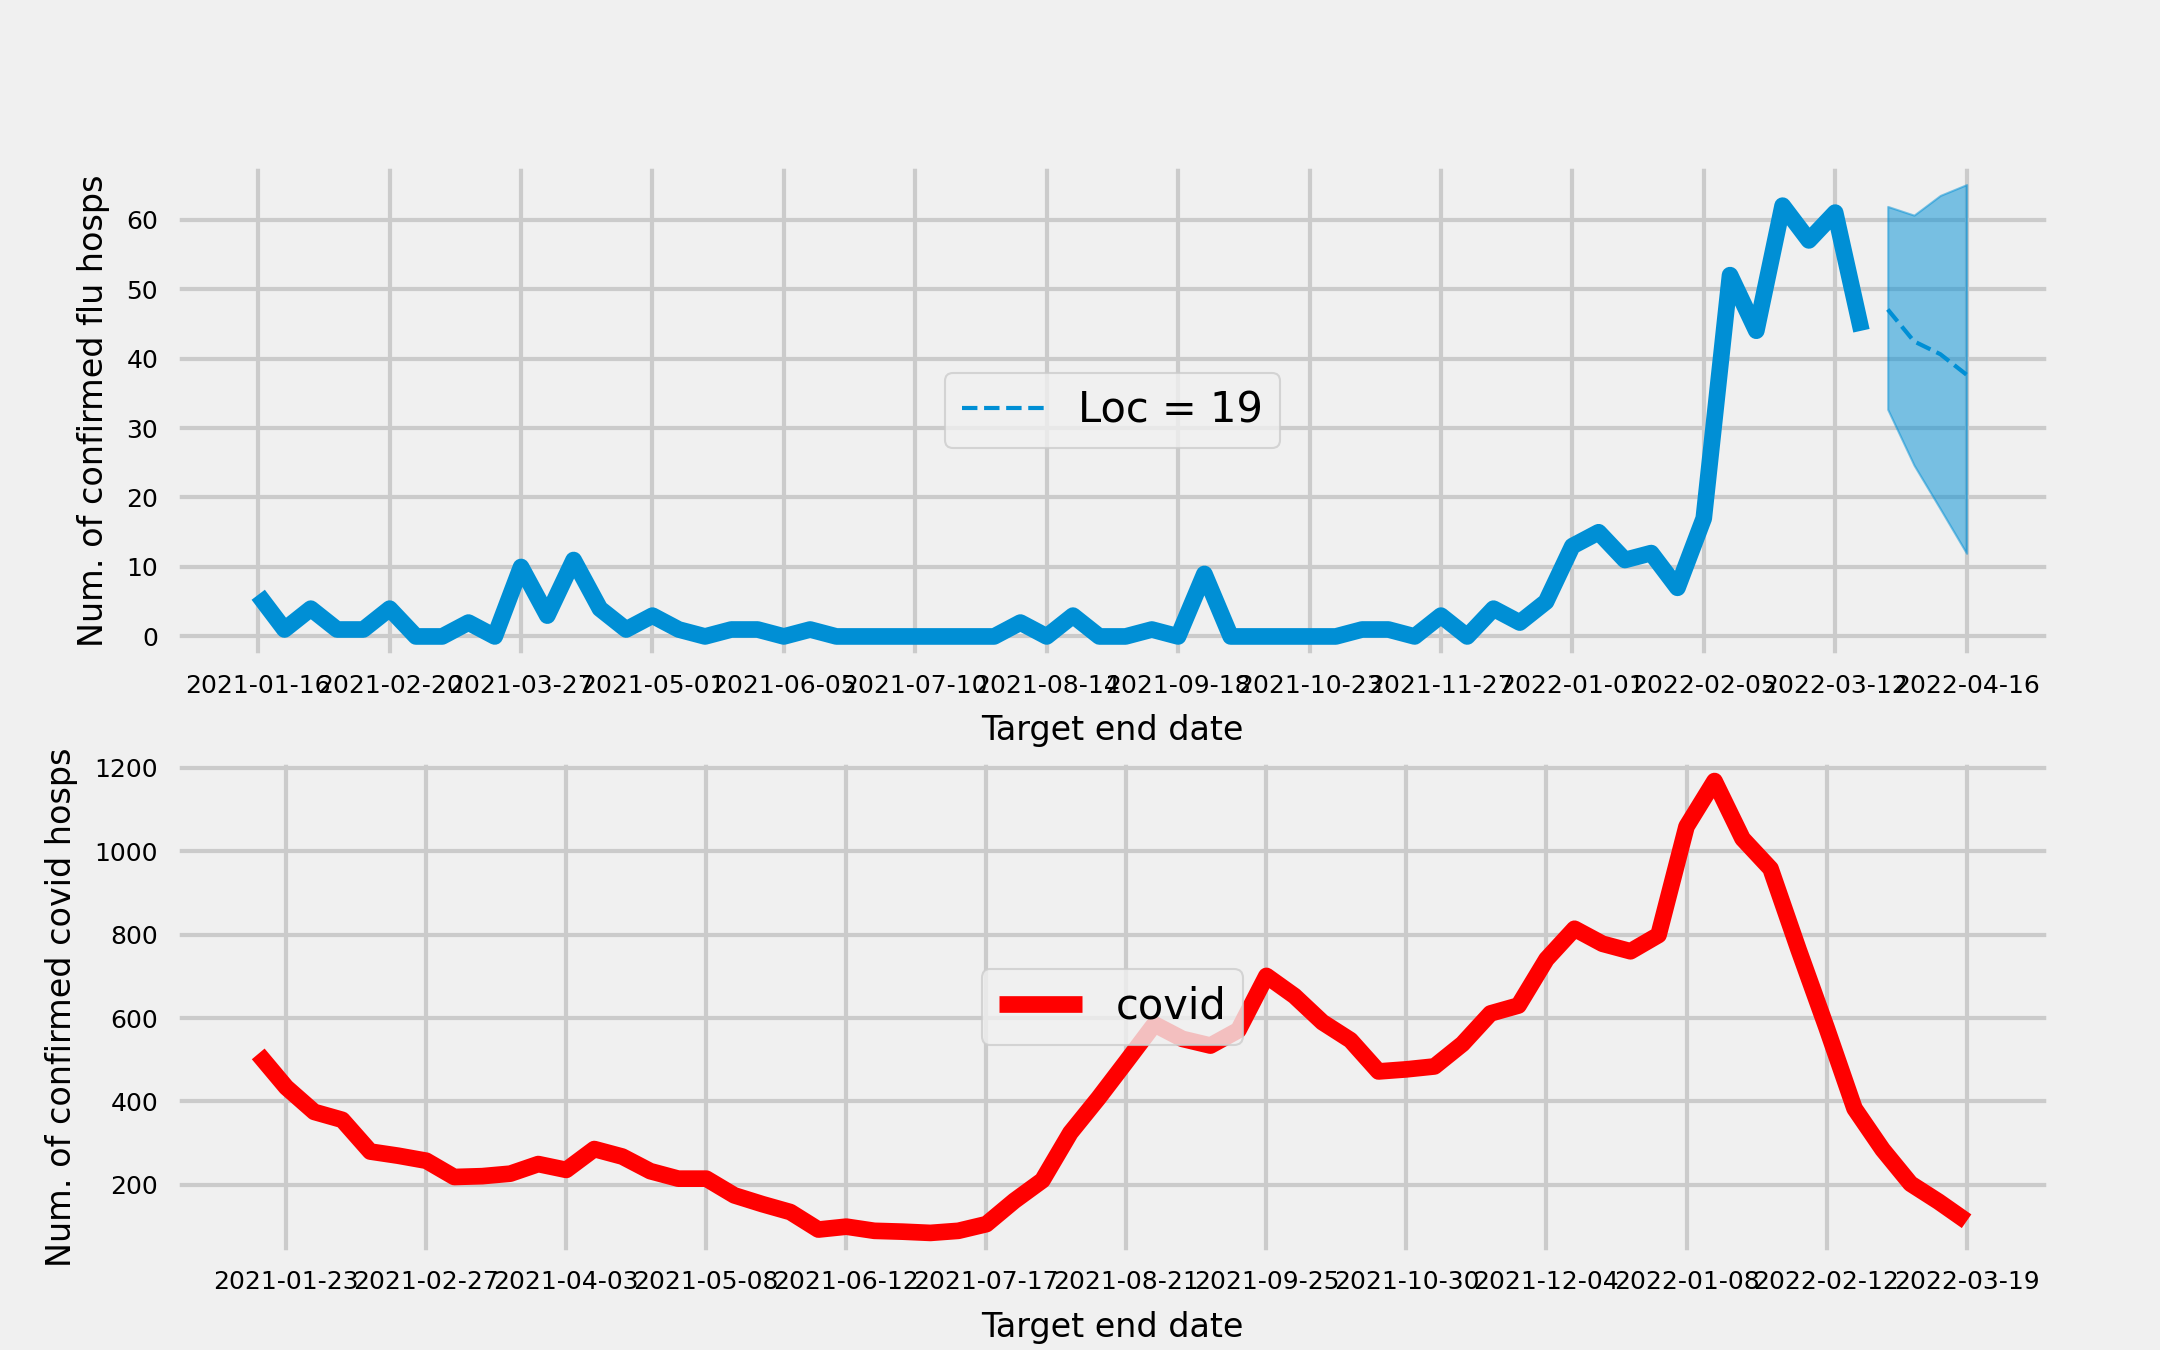 Num. of confirmed flu hosps
60
50
40
30
20
10
0
Loc = 19
2021-01-16 2021-02-20 2021-03-27 2021-05-01 2021-06-05 2021-07-10 2021-08-14 2021-09-18 2021-10-23 2021-11-27 2022-01-01 2022-02-05 2022-03-12 2022-04-16
Target end date
Num. of confirmed covid hosps
1200
1000
800
600
400
200
covid
2021-01-23 2021-02-27 2021-04-03 2021-05-08 2021-06-12 2021-07-17 2021-08-21 2021-09-25 2021-10-30 2021-12-04 2022-01-08 2022-02-12 2022-03-19
Target end date